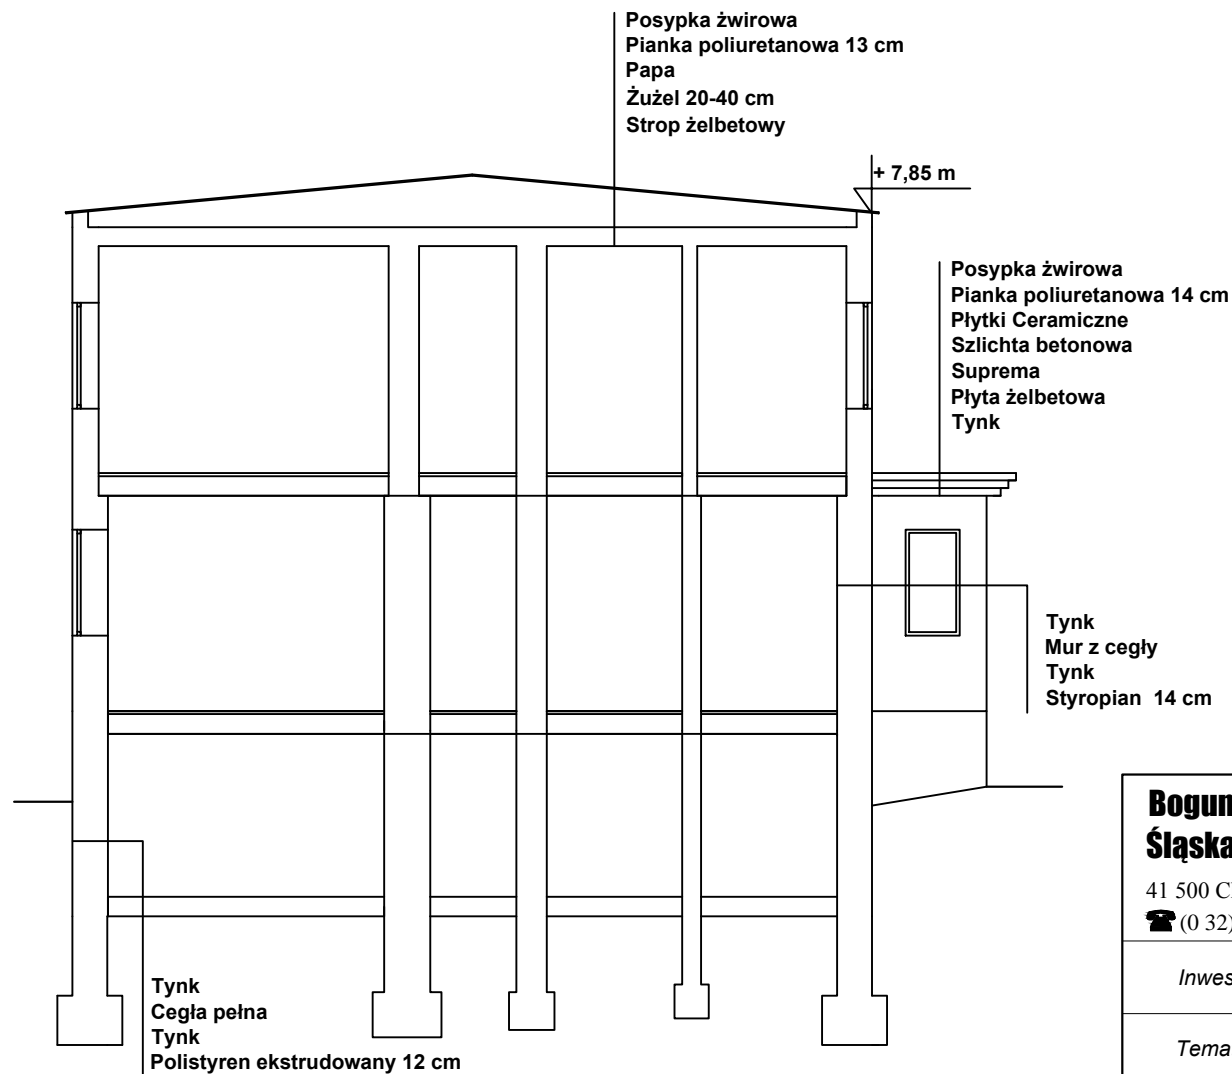 Posypka żwirowa
Pianka poliuretanowa 13 cm
Papa
Żużel 20-40 cm
Strop żelbetowy
+ 7,85 m
Posypka żwirowa
Pianka poliuretanowa 14 cm
Płytki Ceramiczne
Szlichta betonowa
Suprema
Płyta żelbetowa
Tynk
Tynk
Mur z cegły
Tynk
Styropian 14 cm
Tynk
Cegła pełna
Tynk
Polistyren ekstrudowany 12 cm
Śląska
41 500
(0 32)